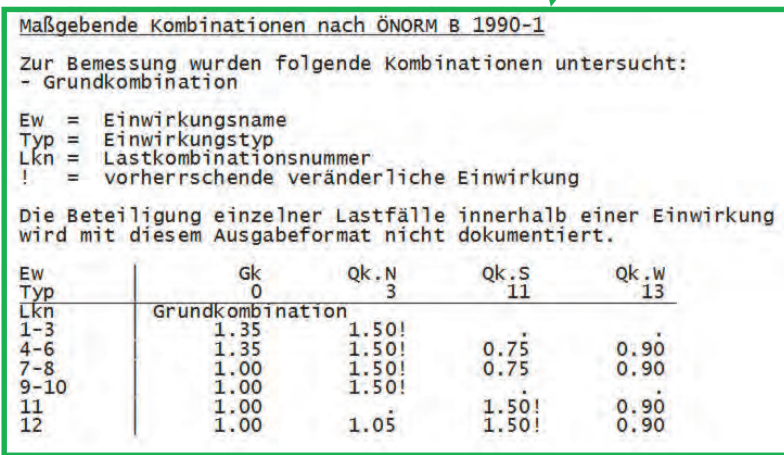 Maßgebende Kombinationen nach ÖNORM B 1990-1
Zur Bemessung wurden folgende Kombinationen untersucht:
- Grundkombination
Ew = Einwirkungsname
Typ = Einwirkungstyp
Lkn = Lastkombinationsnummer
! = vorherrschende veränderliche Einwirkung
Die Beteiligung einzelner Lastfälle innerhalb einer Einwirkung
wird mit diesem Ausgabeformat nicht dokumentiert.
Ew | Gk Qk.N Qk.S Qk.W
Typ | 0 3 11 13
Lkn | Grundkombination
1-3 | 1.35 1.50! . .
4-6 | 1.35 1.50! 0.75 0.90
7-8 | 1.00 1.50! 0.75 0.90
9-10 | 1.00 1.50! . .
11 | 1.00 . 1.50! 0.90
12 | 1.00 1.05 1.50! 0.90